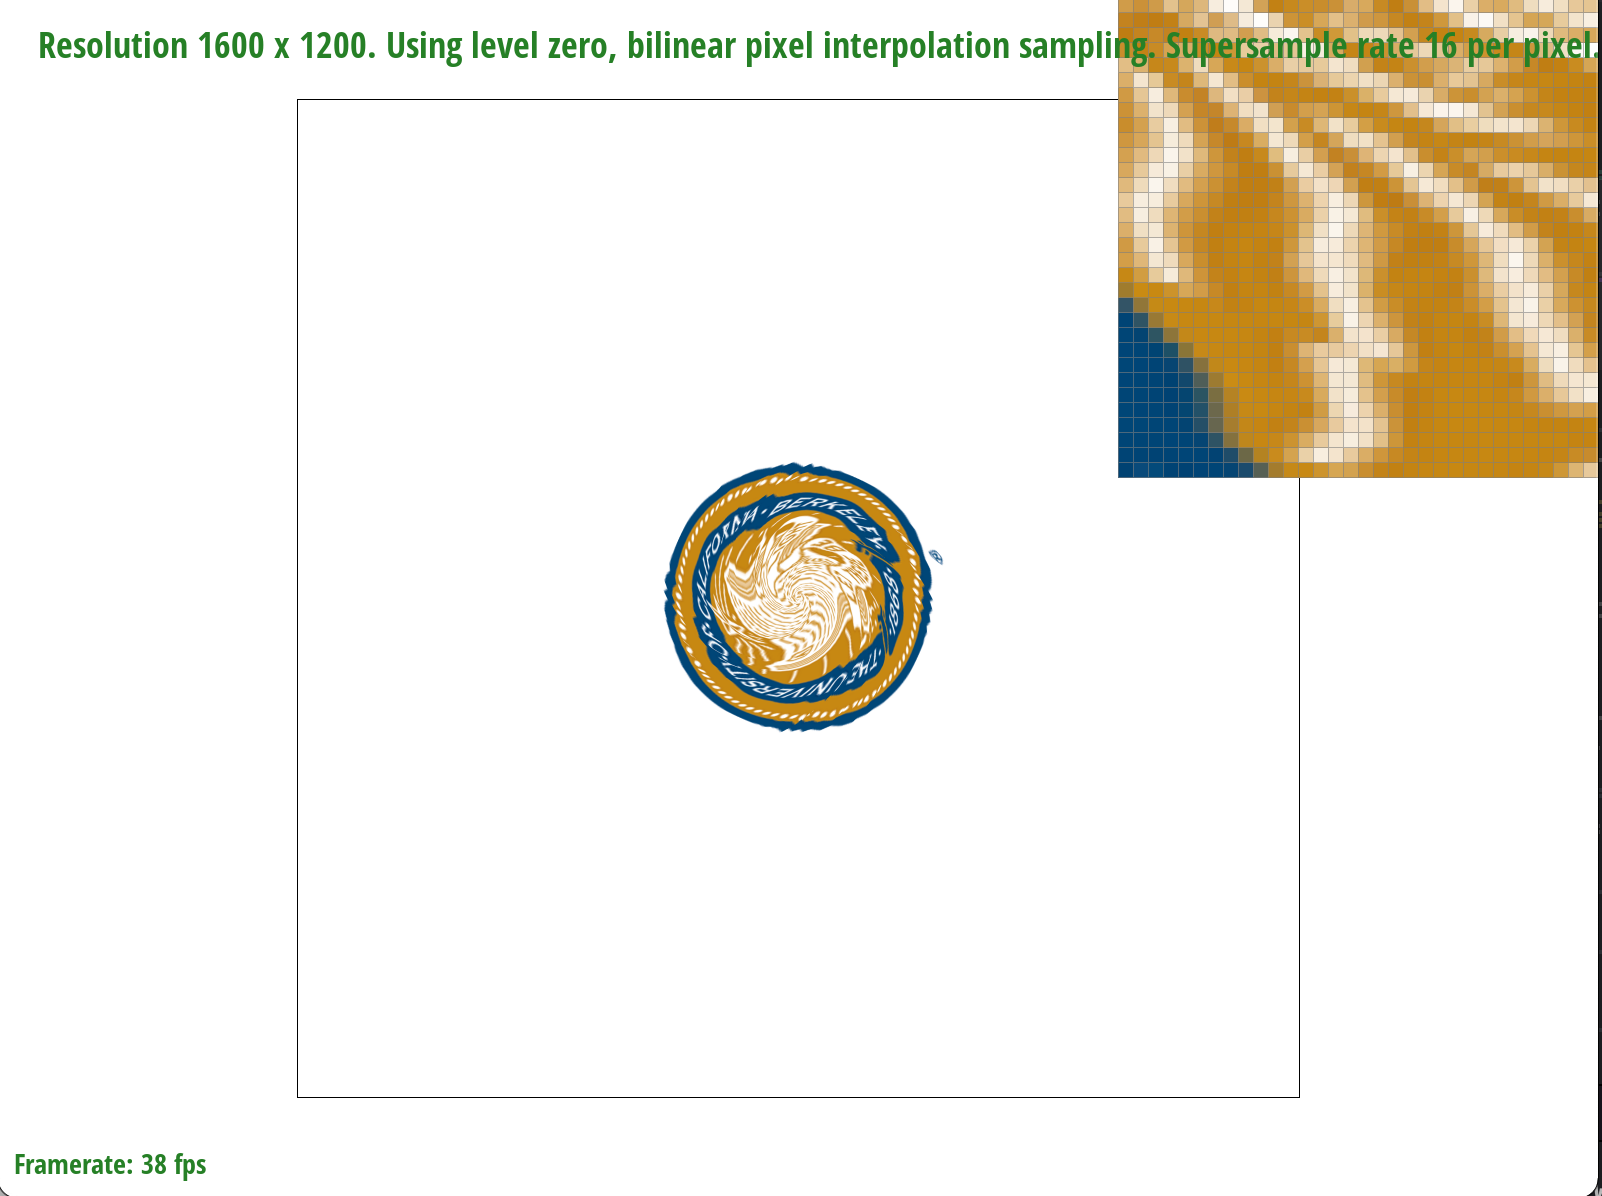 Resolution 1600 x 1200. Using level zero, bilinear pixel interpolation sampling. Supersample rate 16 per pixel.
· THE UNIVERSITY · OF · CALIFORNIA · BERKELEY
1868
®
Framerate: 38 fps